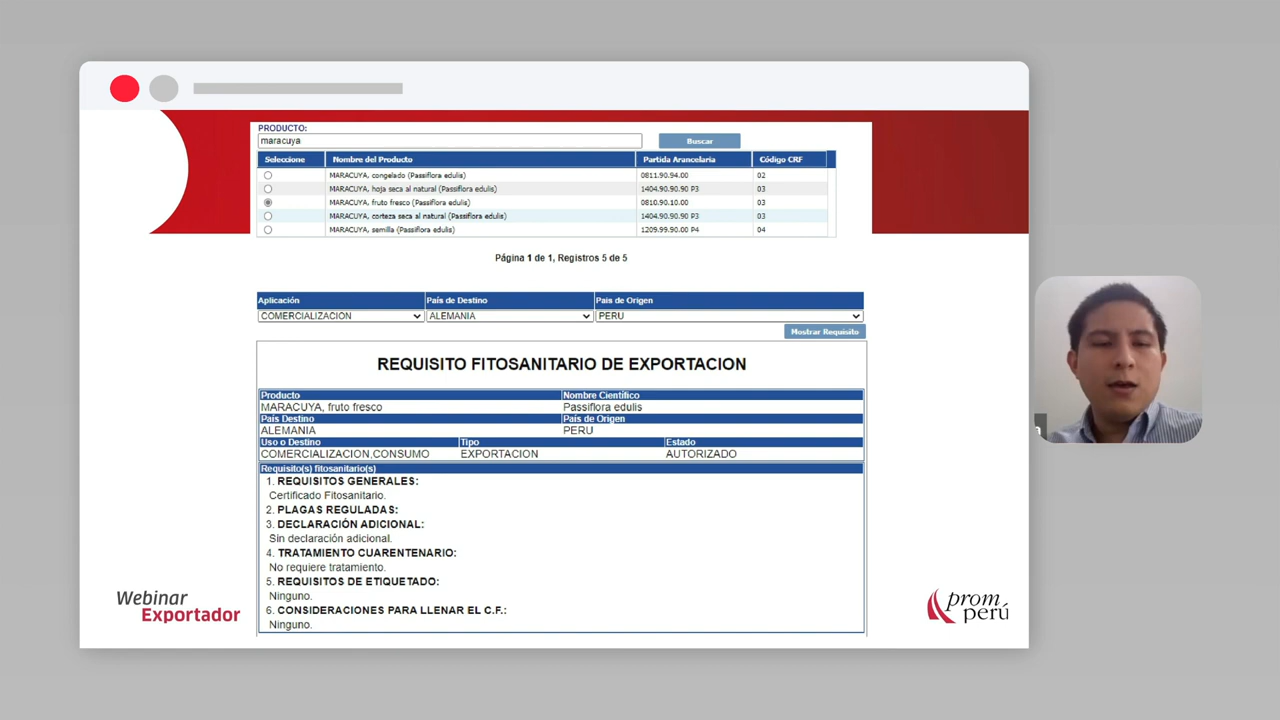 PRODUCTO:
maracuya
Buscar
Seleccione Nombre del Producto Partida Arancelaria Código CRF
MARACUYA, congelado (Passiflora edulis) 0811.90.94.00 02
MARACUYA, hoja seca al natural (Passiflora edulis) 1404.90.90.90 P3 03
MARACUYA, fruto fresco (Passiflora edulis) 0810.90.10.00 03
MARACUYA, corteza seca al natural (Passiflora edulis) 1404.90.90.90 P3 03
MARACUYA, semilla (Passiflora edulis) 1209.99.90.00 P4 04
Página 1 de 1, Registros 5 de 5
Aplicación País de Destino Pais de Origen
COMERCIALIZACION ALEMANIA PERU
Mostrar Requisito
REQUISITO FITOSANITARIO DE EXPORTACION
Producto Nombre Científico
MARACUYA, fruto fresco Passiflora edulis
País Destino País de Origen
ALEMANIA PERU
Uso o Destino Tipo Estado
COMERCIALIZACION,CONSUMO EXPORTACION AUTORIZADO
Requisito(s) fitosanitario(s)
1. REQUISITOS GENERALES:
Certificado Fitosanitario.
2. PLAGAS REGULADAS:
3. DECLARACIÓN ADICIONAL:
Sin declaración adicional.
4. TRATAMIENTO CUARENTENARIO:
No requiere tratamiento.
5. REQUISITOS DE ETIQUETADO:
Ninguno.
6. CONSIDERACIONES PARA LLENAR EL C.F.:
Ninguno.
Webinar
Exportador
prom
perú